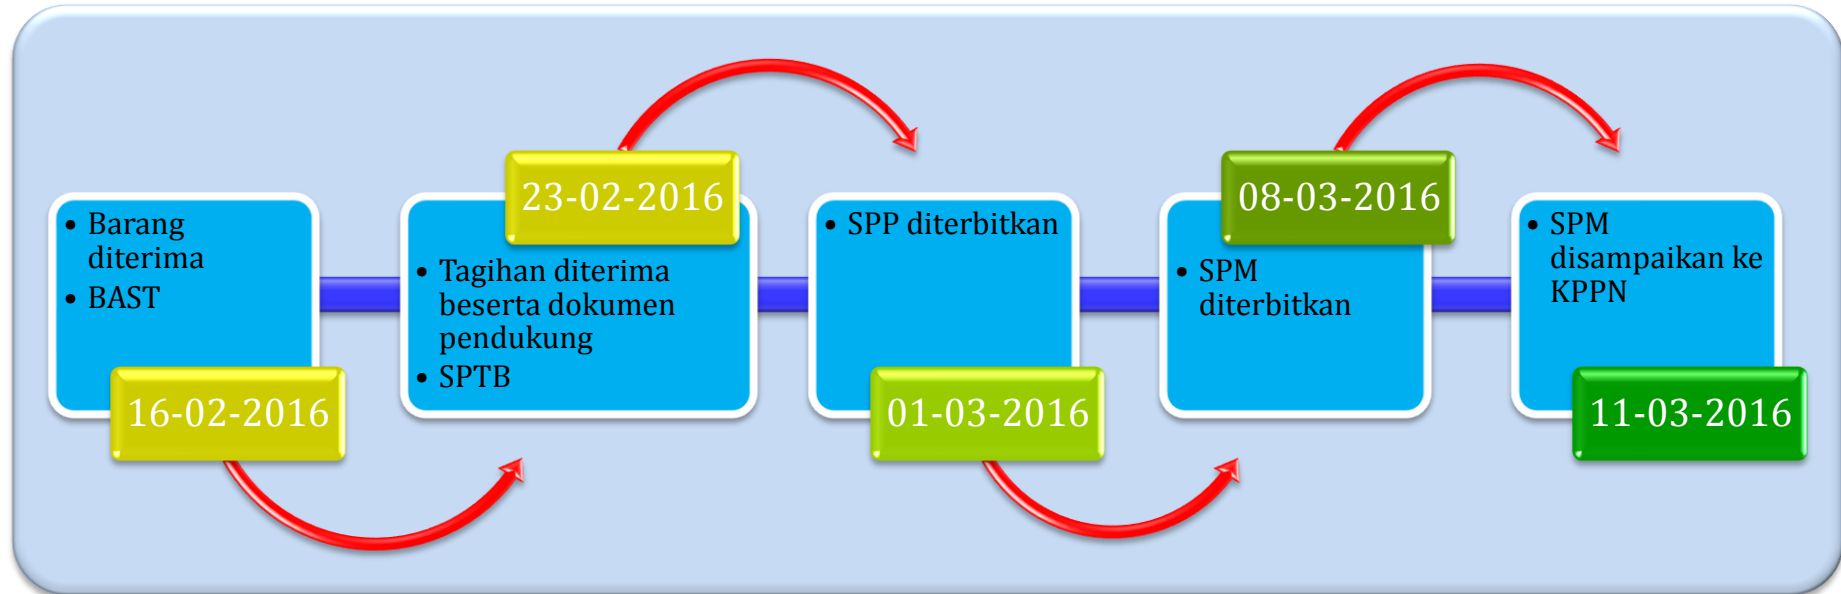 • Barang
diterima
• BAST
16-02-2016
23-02-2016
• Tagihan diterima
beserta dokumen
pendukung
• SPTB
• SPP diterbitkan
01-03-2016
08-03-2016
• SPM
diterbitkan
• SPM
disampaikan ke
KPPN
11-03-2016